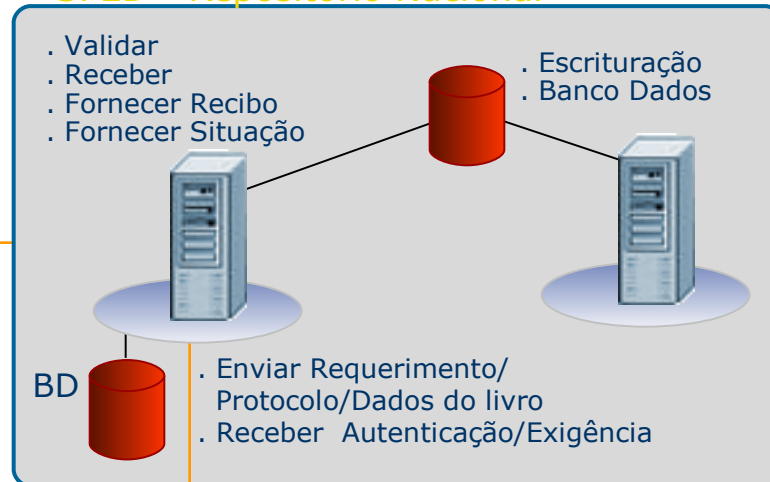 . Validar
. Receber
. Fornecer Recibo
. Fornecer Situação
. Escrituração
. Banco Dados
BD
. Enviar Requerimento/
Protocolo/Dados do livro
. Receber Autenticação/Exigência